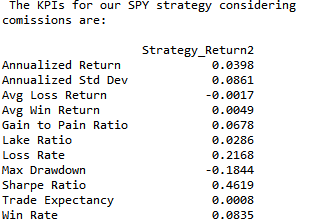 The KPIs for our SPY strategy considering
comissions are:
Strategy_Return2
Annualized Return 0.0398
Annualized Std Dev 0.0861
Avg Loss Return -0.0017
Avg Win Return 0.0049
Gain to Pain Ratio 0.0678
Lake Ratio 0.0286
Loss Rate 0.2168
Max Drawdown -0.1844
Sharpe Ratio 0.4619
Trade Expectancy 0.0008
Win Rate 0.0835